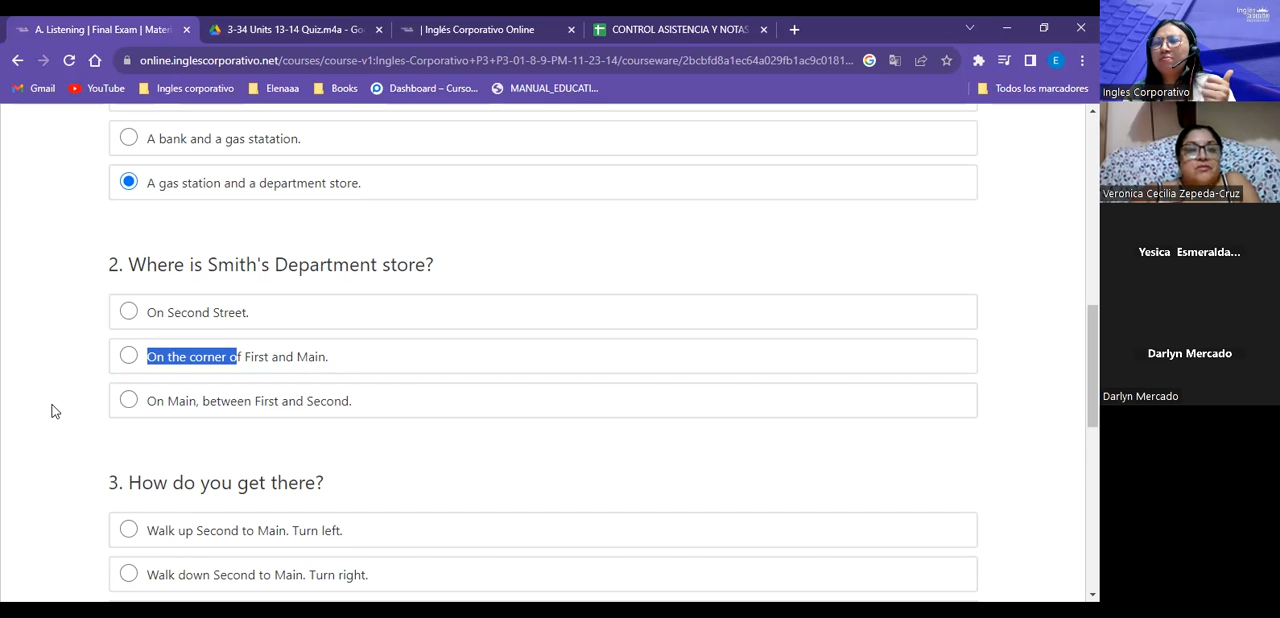 A. Listening | Final Exam | Mater
3-34 Units 13-14 Quiz.m4a - Go
| Inglés Corporativo Online
CONTROL ASISTENCIA Y NOTAS
online.inglescorporativo.net/courses/course-v1:Ingles-Corporativo+P3+P3-01-8-9-PM-11-23-14/courseware/2bcbfd8a1ec64a029fb1ac9c0181...
E
Gmail
YouTube
Ingles corporativo
Elenaaa
Books
Dashboard – Curso...
MANUAL_EDUCATI...
Todos los marcadores
A bank and a gas statation.
A gas station and a department store.
2. Where is Smith's Department store?
On Second Street.
On the corner of First and Main.
On Main, between First and Second.
3. How do you get there?
Walk up Second to Main. Turn left.
Walk down Second to Main. Turn right.
Ingles Corporativo
Veronica Cecilia Zepeda-Cruz
Yesica Esmeralda...
Darlyn Mercado
Darlyn Mercado